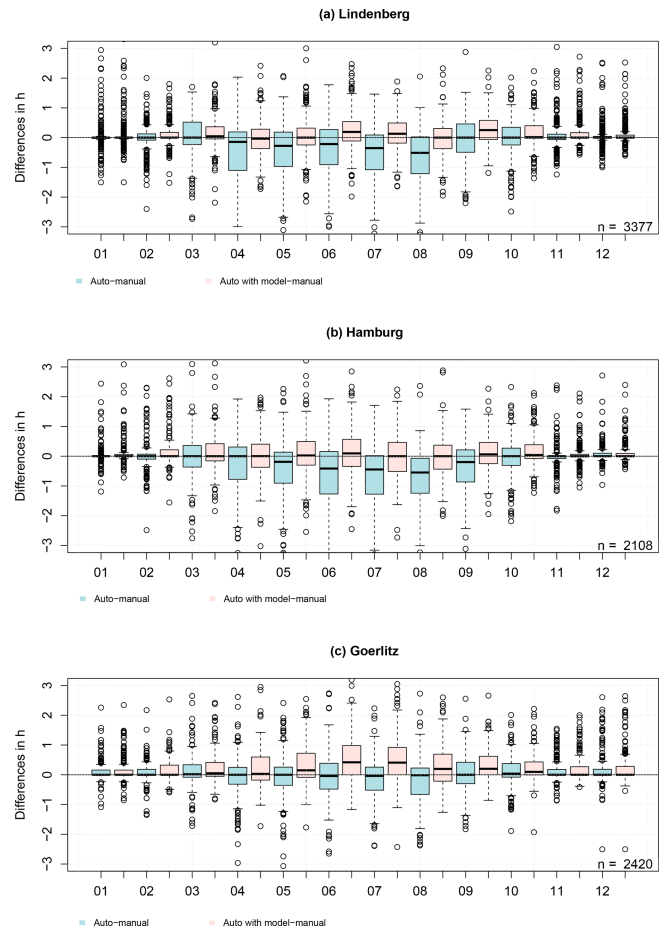 (a) Lindenberg
Differences in h
3
2
1
0
−1
−2
−3
n = 3377
01 02 03 04 05 06 07 08 09 10 11 12
Auto−manual Auto with model−manual
(b) Hamburg
Differences in h
3
2
1
0
−1
−2
−3
n = 2108
01 02 03 04 05 06 07 08 09 10 11 12
Auto−manual Auto with model−manual
(c) Goerlitz
Differences in h
3
2
1
0
−1
−2
−3
n = 2420
01 02 03 04 05 06 07 08 09 10 11 12
Auto−manual Auto with model−manual